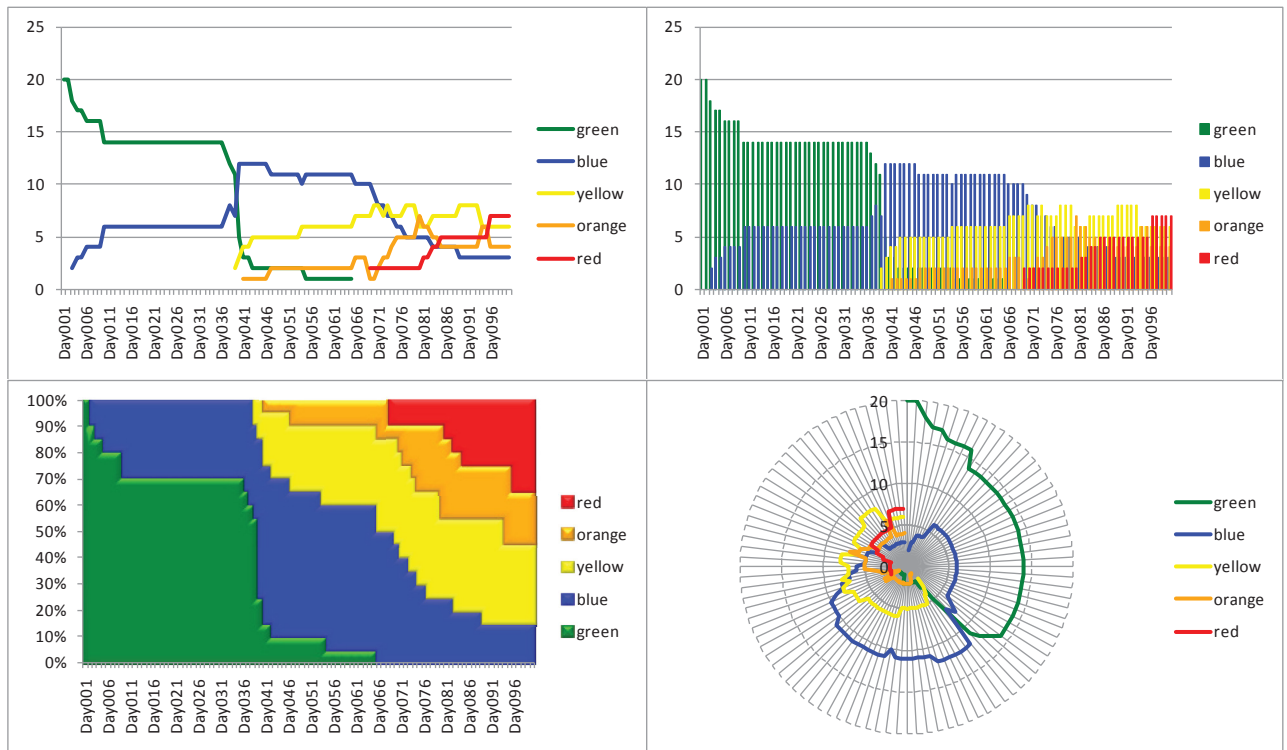 25
20
15
10
5
0
Day001
Day006
Day011
Day016
Day021
Day026
Day031
Day036
Day041
Day046
Day051
Day056
Day061
Day066
Day071
Day076
Day081
Day086
Day091
Day096
green
blue
yellow
orange
red
25
20
15
10
5
0
Day001
Day006
Day011
Day016
Day021
Day026
Day031
Day036
Day041
Day046
Day051
Day056
Day061
Day066
Day071
Day076
Day081
Day086
Day091
Day096
green
blue
yellow
orange
red
100%
90%
80%
70%
60%
50%
40%
30%
20%
10%
0%
Day001
Day006
Day011
Day016
Day021
Day026
Day031
Day036
Day041
Day046
Day051
Day056
Day061
Day066
Day071
Day076
Day081
Day086
Day091
Day096
red
orange
yellow
blue
green
20
15
10
5
0
green
blue
yellow
orange
red